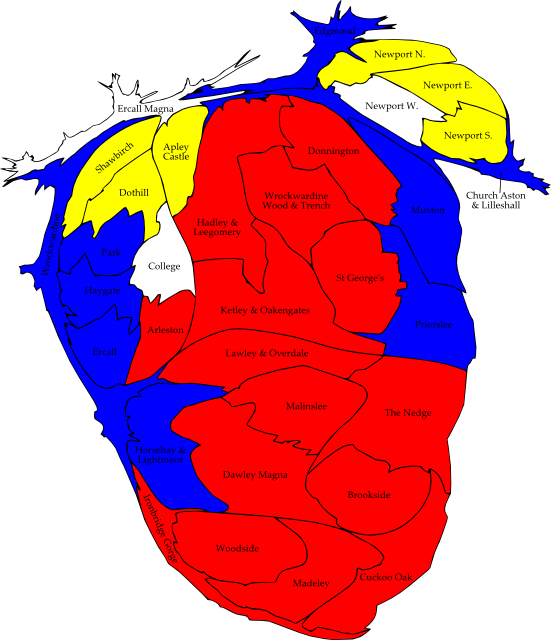 Edgmond
Newport N.
Newport E.
Ercall Magna
Newport W.
Newport S.
Shawbirch
Apley
Castle
Donnington
Dothill
Wrockwardine
Wood & Trench
Church Aston
& Lilleshall
Muxton
Hadley &
Leegomery
Wrockwardine
Park
College
St George's
Haygate
Ketley & Oakengates
Priorslee
Arleston
Ercall
Lawley & Overdale
Malinslee
The Nedge
Horsehay &
Lightmoor
Dawley Magna
Brookside
Ironbridge Gorge
Woodside
Madeley
Cuckoo Oak